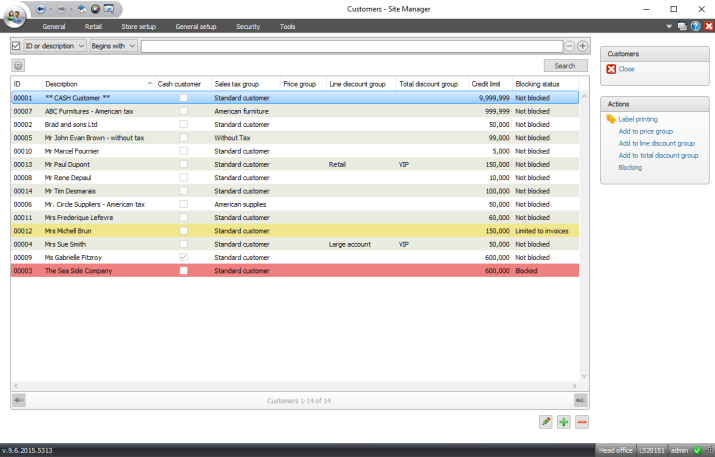 Customers - Site Manager
General Retail Store setup General setup Security Tools
ID or description Begins with
Search
ID Description Cash customer Sales tax group Price group Line discount group Total discount group Credit limit Blocking status
00001 ** CASH Customer ** Standard customer 9,999,999 Not blocked
00007 ABC Furnitures - American tax American furniture 999,999 Not blocked
00002 Brad and sons Ltd Standard customer 50,000 Not blocked
00005 Mr John Evan Brown - without tax Without Tax 99,000 Not blocked
00010 Mr Marcel Fournier Standard customer 5,000 Not blocked
00013 Mr Paul Dupont Standard customer Retail VIP 150,000 Not blocked
00008 Mr Rene Depaul Standard customer 10,000 Not blocked
00014 Mr Tim Desmarais Standard customer 100,000 Not blocked
00006 Mr. Circle Supplies - American tax American supplies 50,000 Not blocked
00011 Mrs Frederique Lefevre Standard customer 60,000 Not blocked
00012 Mrs Michell Brun Standard customer 150,000 Limited to invoices
00004 Mrs Sue Smith Standard customer Large account VIP 50,000 Not blocked
00009 Ms Gabrielle Fitzroy Standard customer 600,000 Not blocked
00003 The Sea Side Company Standard customer 600,000 Blocked
Customers 1-14 of 14
Customers
Close
Actions
Label printing
Add to price group
Add to line discount group
Add to total discount group
Blocking
v.9.6.2015.5313 Head office LS20151 admin